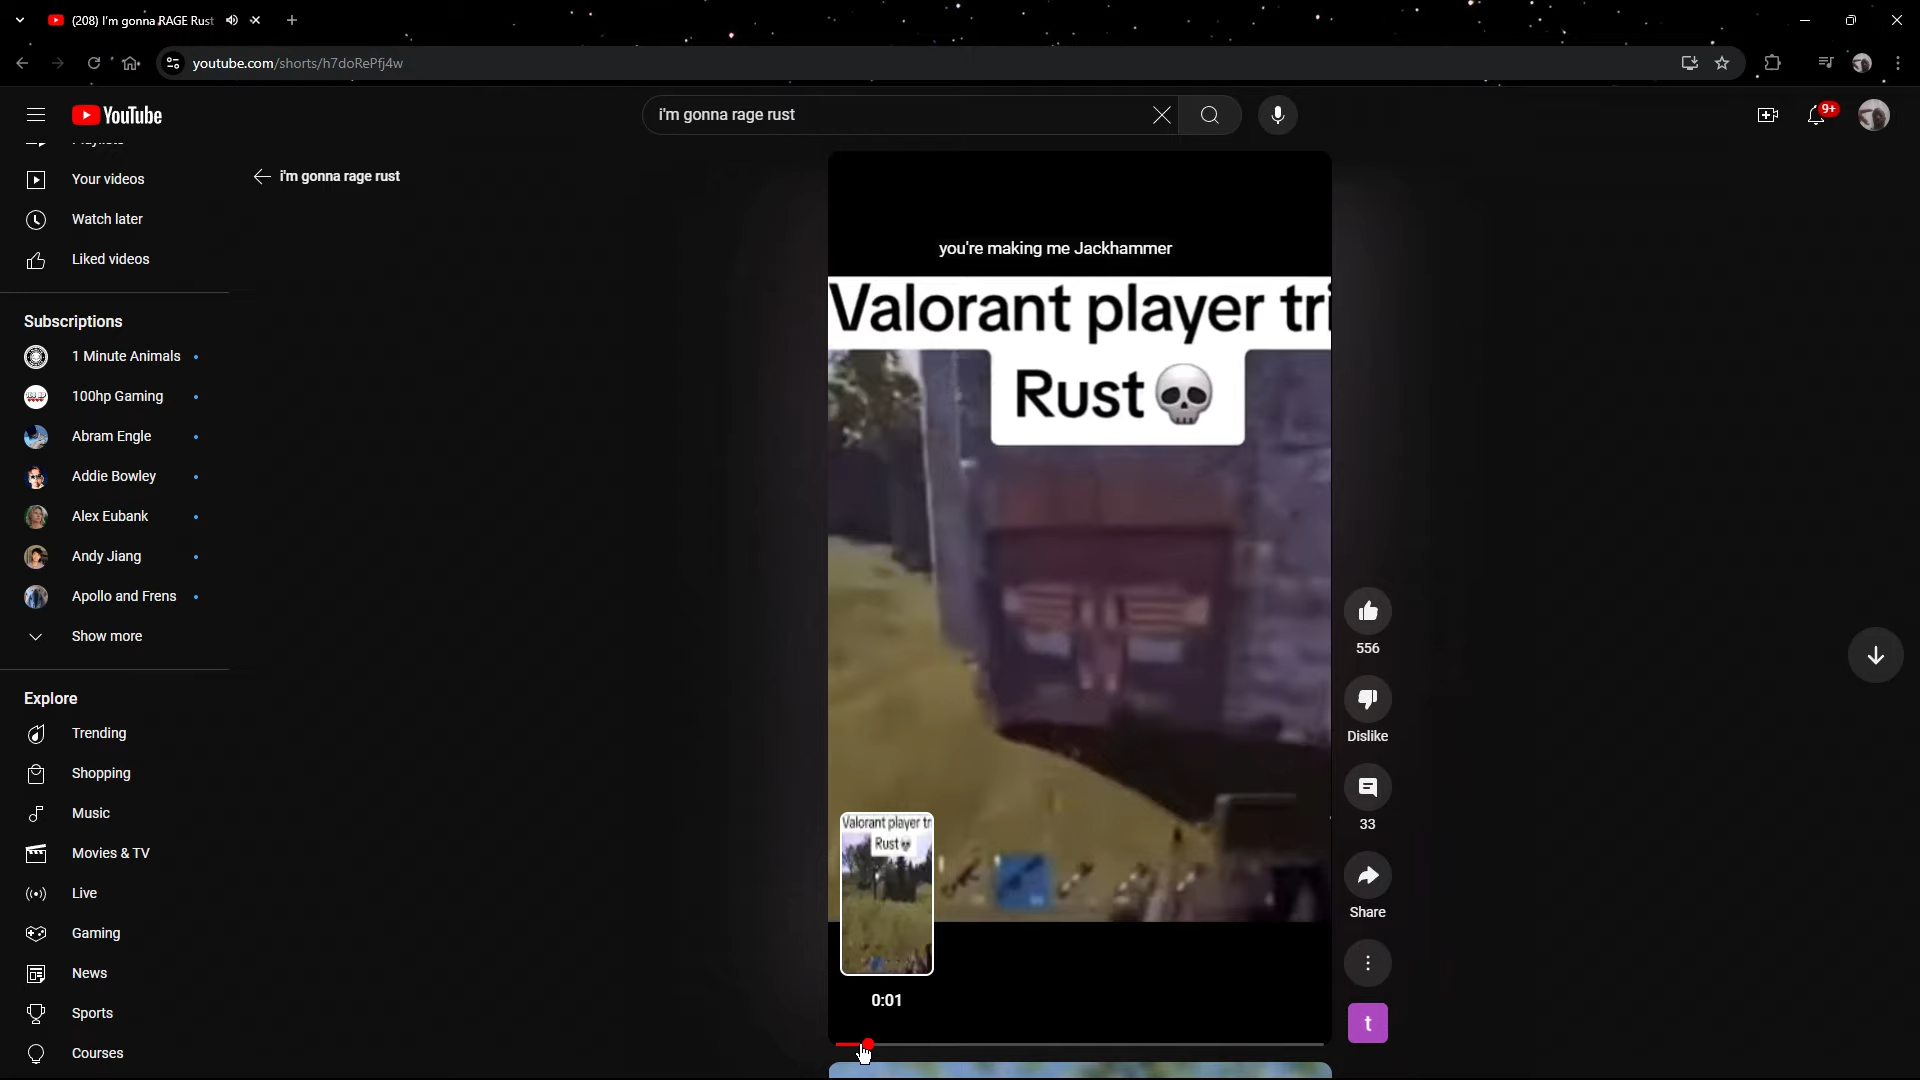 (208) I'm gonna RAGE Rust
youtube.com/shorts/h7doRePfj4w
YouTube
i'm gonna rage rust
9+
Playlists
Your videos
i'm gonna rage rust
Watch later
Liked videos
you're making me Jackhammer
Valorant player tri
Rust💀
Subscriptions
1 Minute Animals
100hp Gaming
Abram Engle
Addie Bowley
Alex Eubank
Andy Jiang
Apollo and Frens
Show more
556
Explore
Trending
Dislike
Shopping
Music
33
Valorant player tr
Rust💀
Movies & TV
Live
Share
Gaming
News
0:01
Sports
t
Courses